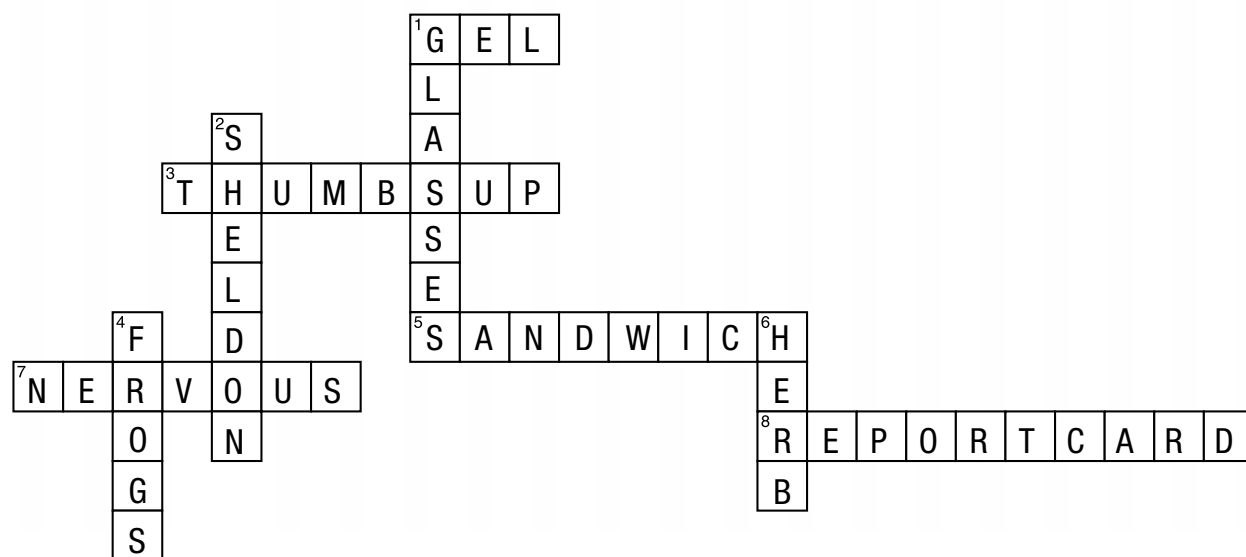 1 G E L
L
2 S A
3 T H U M B S U P
E S
L E
4 F D 5 S A N D W I C 6 H
7 N E R V O U S E
O N 8 R E P O R T C A R D
G B
S